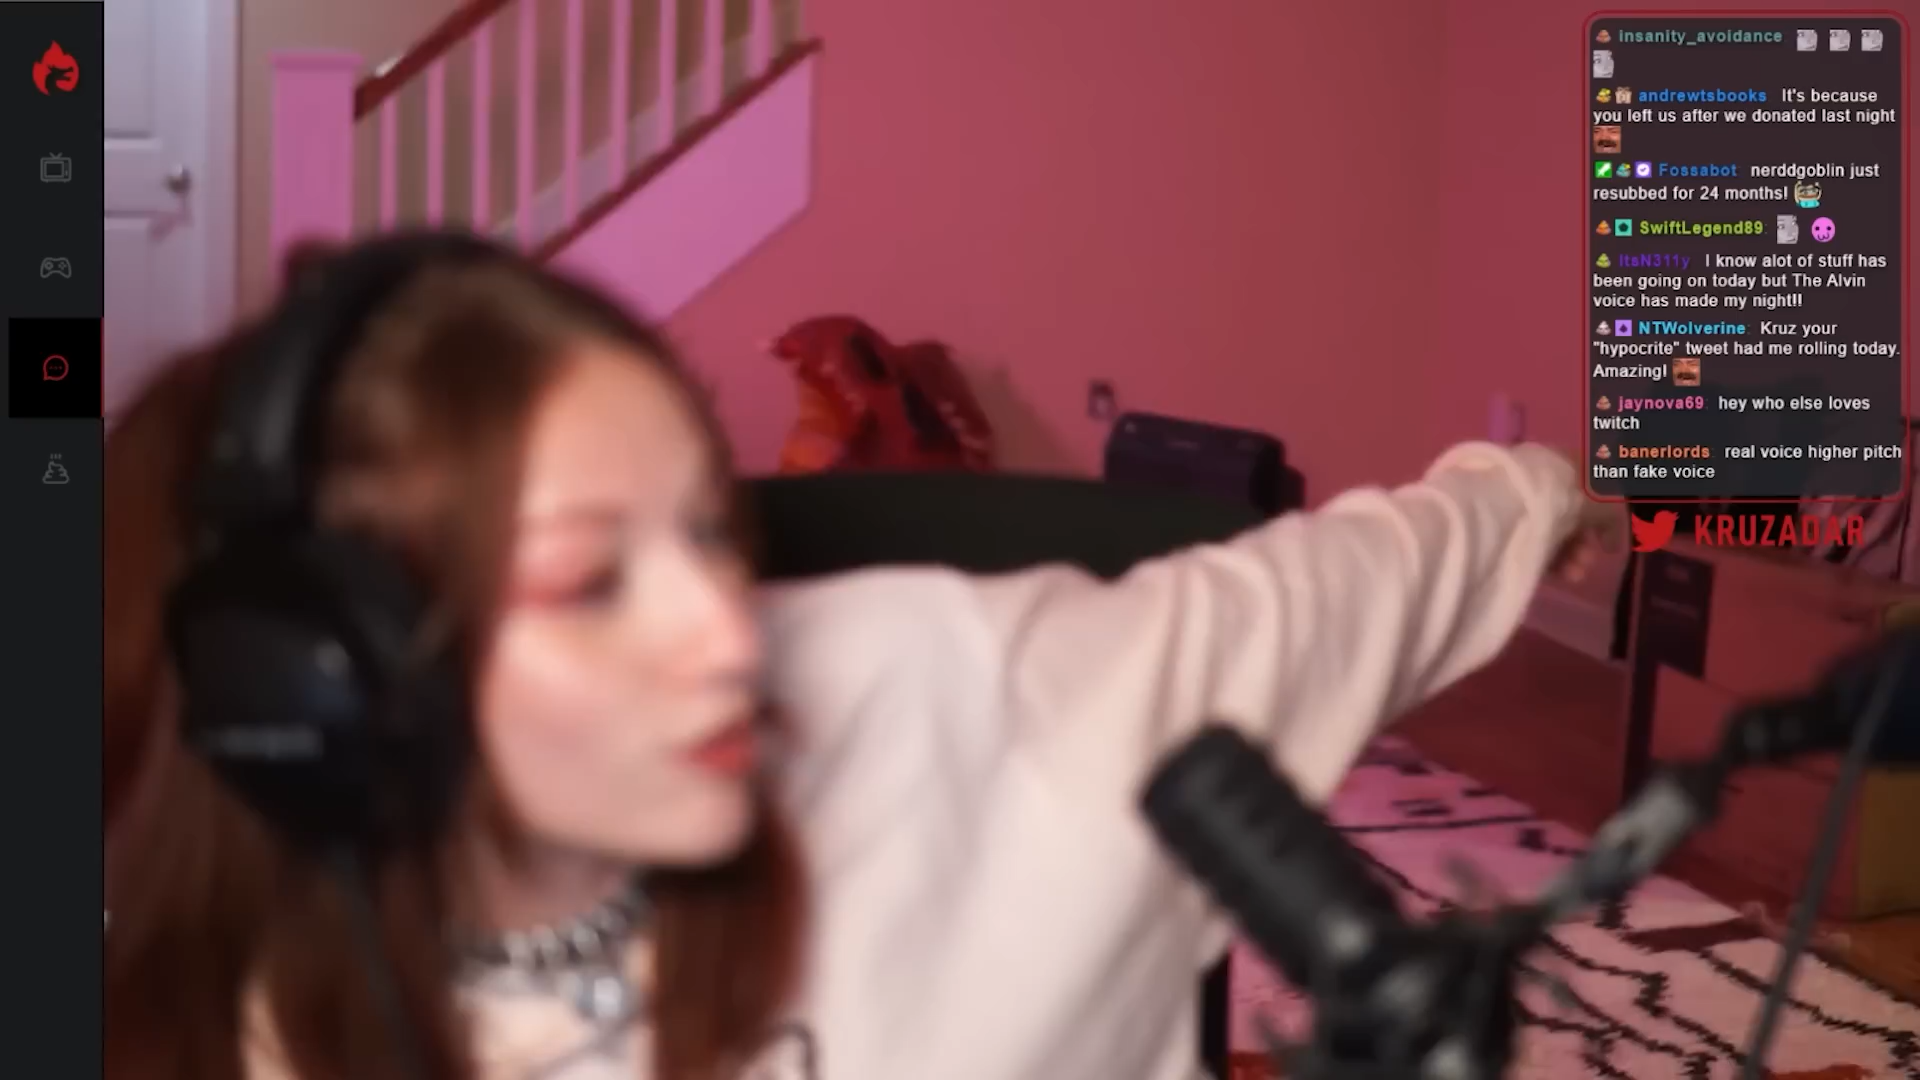 insanity_avoidance
andrewtsbooks It's because
you left us after we donated last night
Fossabot: nerddgoblin just
resubbed for 24 months!
SwiftLegend89:
ItsN311y I know alot of stuff has
been going on today but The Alvin
voice has made my night!!
NTWolverine: Kruz your
"hypocrite" tweet had me rolling today.
Amazing!
jaynova69: hey who else loves
twitch
banerlords: real voice higher pitch
than fake voice
KRUZADAR